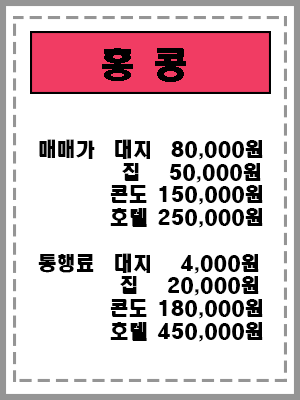 홍 콩
매매가 대지 80,000원
집 50,000원
콘도 150,000원
호텔 250,000원
통행료 대지 4,000원
집 20,000원
콘도 180,000원
호텔 450,000원